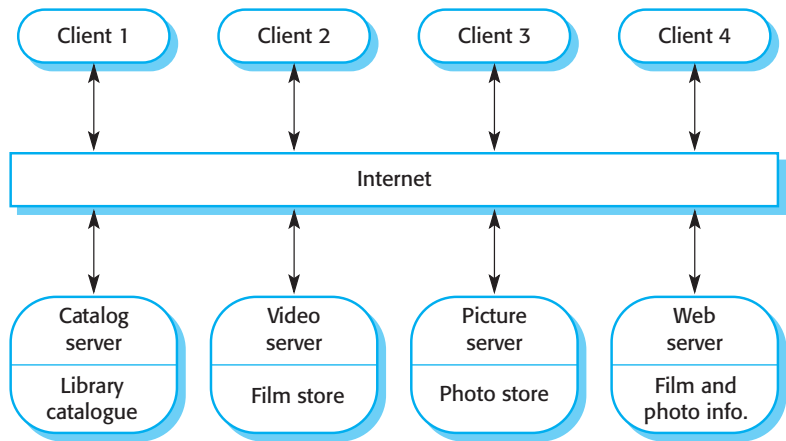 Client 1
Client 2
Client 3
Client 4
Internet
Catalog
server
Library
catalogue
Video
server
Film store
Picture
server
Photo store
Web
server
Film and
photo info.